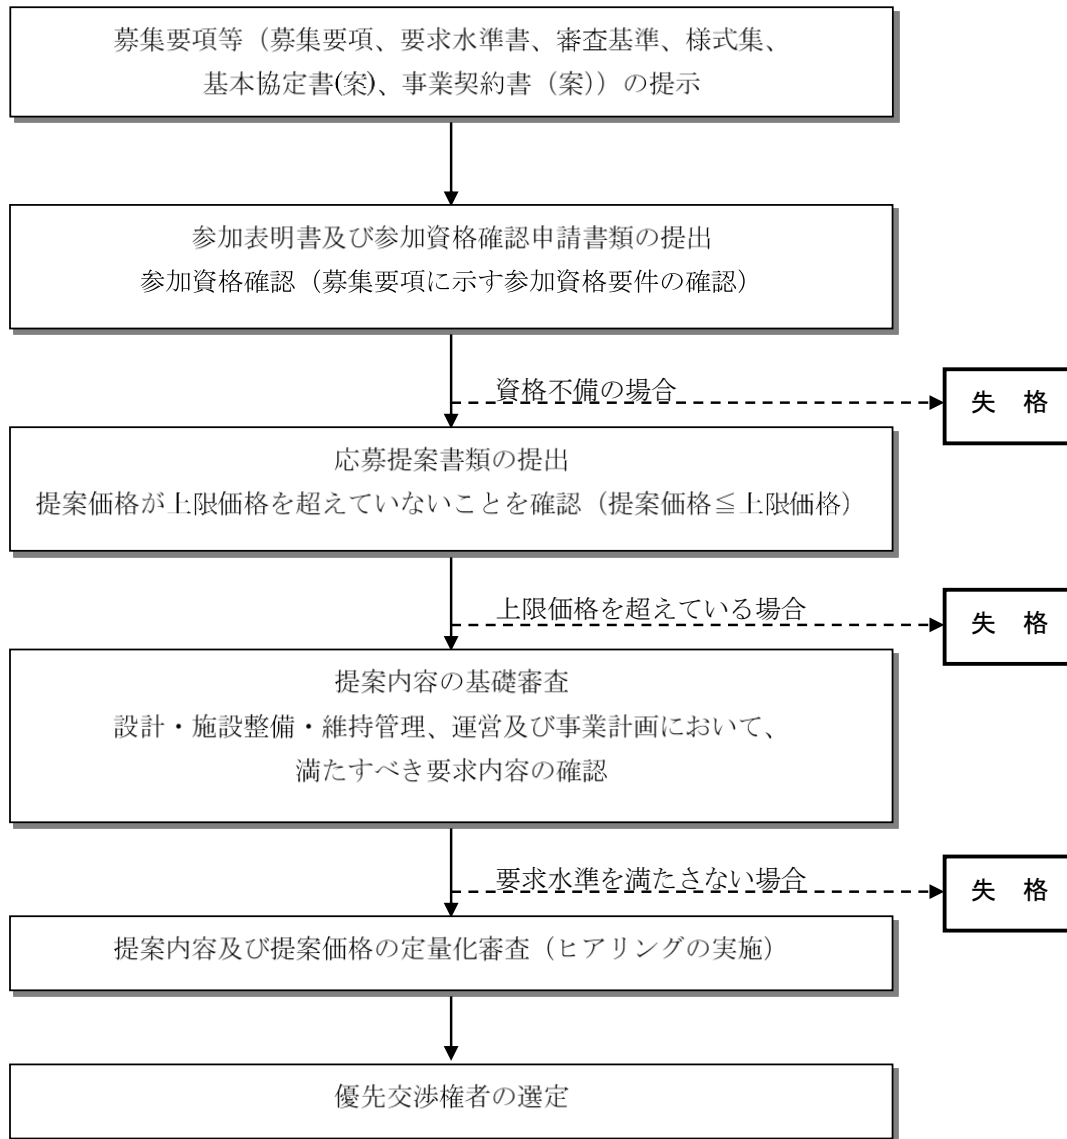 募集要項等（募集要項、要求水準書、審査基準、様式集、
基本協定書(案)、事業契約書（案））の提示
参加表明書及び参加資格確認申請書類の提出
参加資格確認（募集要項に示す参加資格要件の確認）
資格不備の場合
失　格
応募提案書類の提出
提案価格が上限価格を超えていないことを確認（提案価格≦上限価格）
上限価格を超えている場合
失　格
提案内容の基礎審査
設計・施設整備・維持管理、運営及び事業計画において、
満たすべき要求内容の確認
要求水準を満たさない場合
失　格
提案内容及び提案価格の定量化審査（ヒアリングの実施）
優先交渉権者の選定